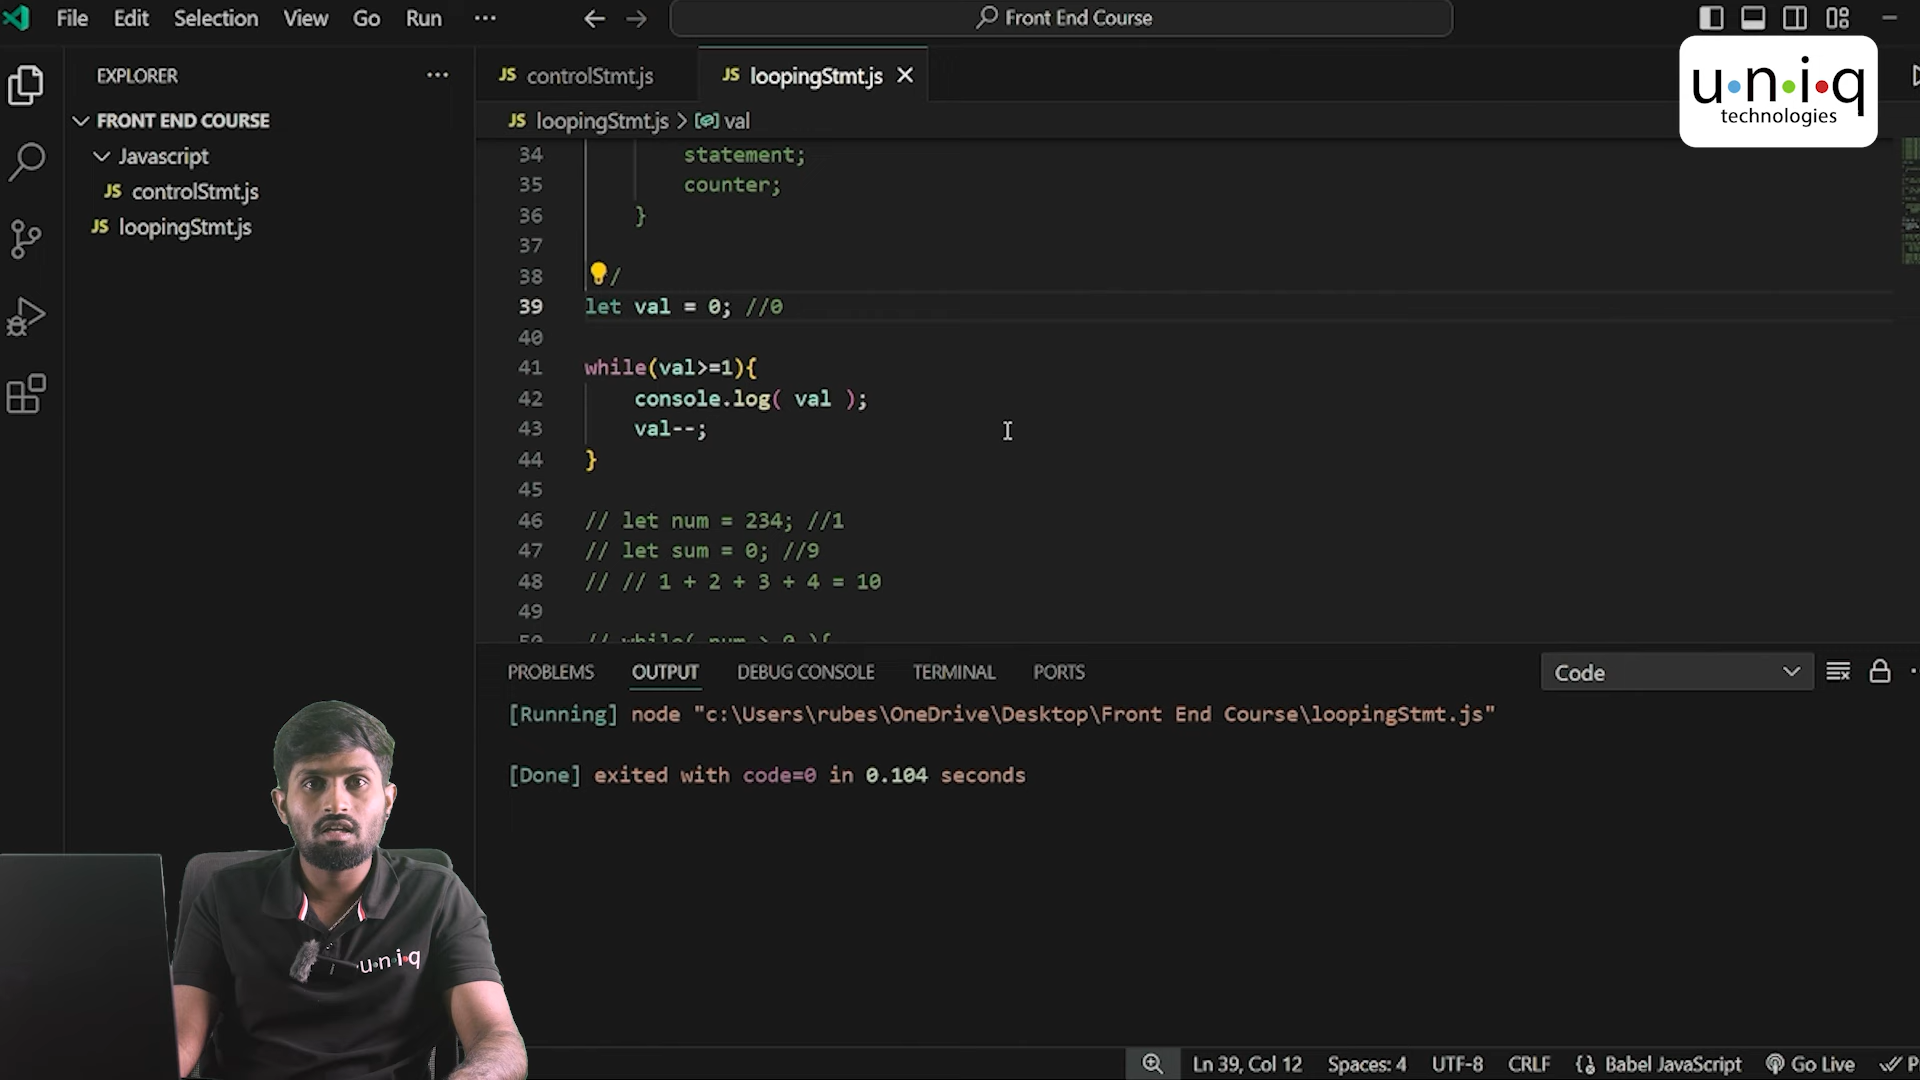 File Edit Selection View Go Run ···
Front End Course
u·n·i·q
technologies
EXPLORER
FRONT END COURSE
Javascript
JS controlStmt.js
JS loopingStmt.js
JS controlStmt.js
JS loopingStmt.js
JS loopingStmt.js > val
34 statement;
35 counter;
36 }
37
38 /
39 let val = 0; //0
40
41 while(val>=1){
42 console.log( val );
43 val--;
44 }
45
46 // let num = 234; //1
47 // let sum = 0; //9
48 // // 1 + 2 + 3 + 4 = 10
49
50 // while( num > 0 ){
PROBLEMS OUTPUT DEBUG CONSOLE TERMINAL PORTS
Code
[Running] node "c:\Users\rubes\OneDrive\Desktop\Front End Course\loopingStmt.js"
[Done] exited with code=0 in 0.104 seconds
u·n·i·q
Ln 39, Col 12 Spaces: 4 UTF-8 CRLF {} Babel JavaScript Go Live